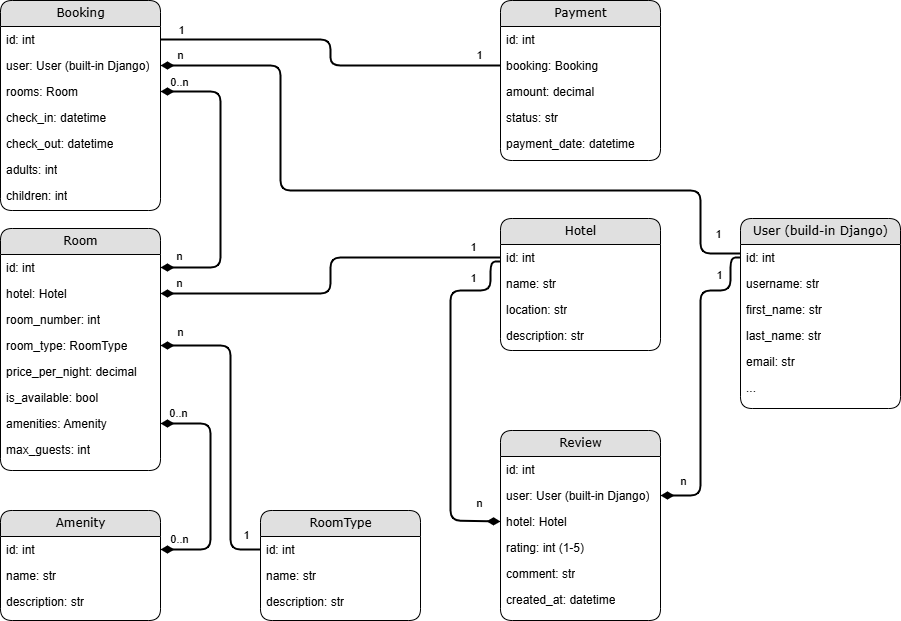 Booking
id: int
user: User (built-in Django)
rooms: Room
check_in: datetime
check_out: datetime
adults: int
children: int
1
n
0..n
Payment
id: int
booking: Booking
amount: decimal
status: str
payment_date: datetime
1
Room
id: int
hotel: Hotel
room_number: int
room_type: RoomType
price_per_night: decimal
is_available: bool
amenities: Amenity
max_guests: int
n
n
n
0..n
Hotel
id: int
name: str
location: str
description: str
1
1
User (build-in Django)
id: int
username: str
first_name: str
last_name: str
email: str
...
1
1
Amenity
id: int
name: str
description: str
0..n
RoomType
id: int
name: str
description: str
1
Review
id: int
user: User (built-in Django)
hotel: Hotel
rating: int (1-5)
comment: str
created_at: datetime
n
n